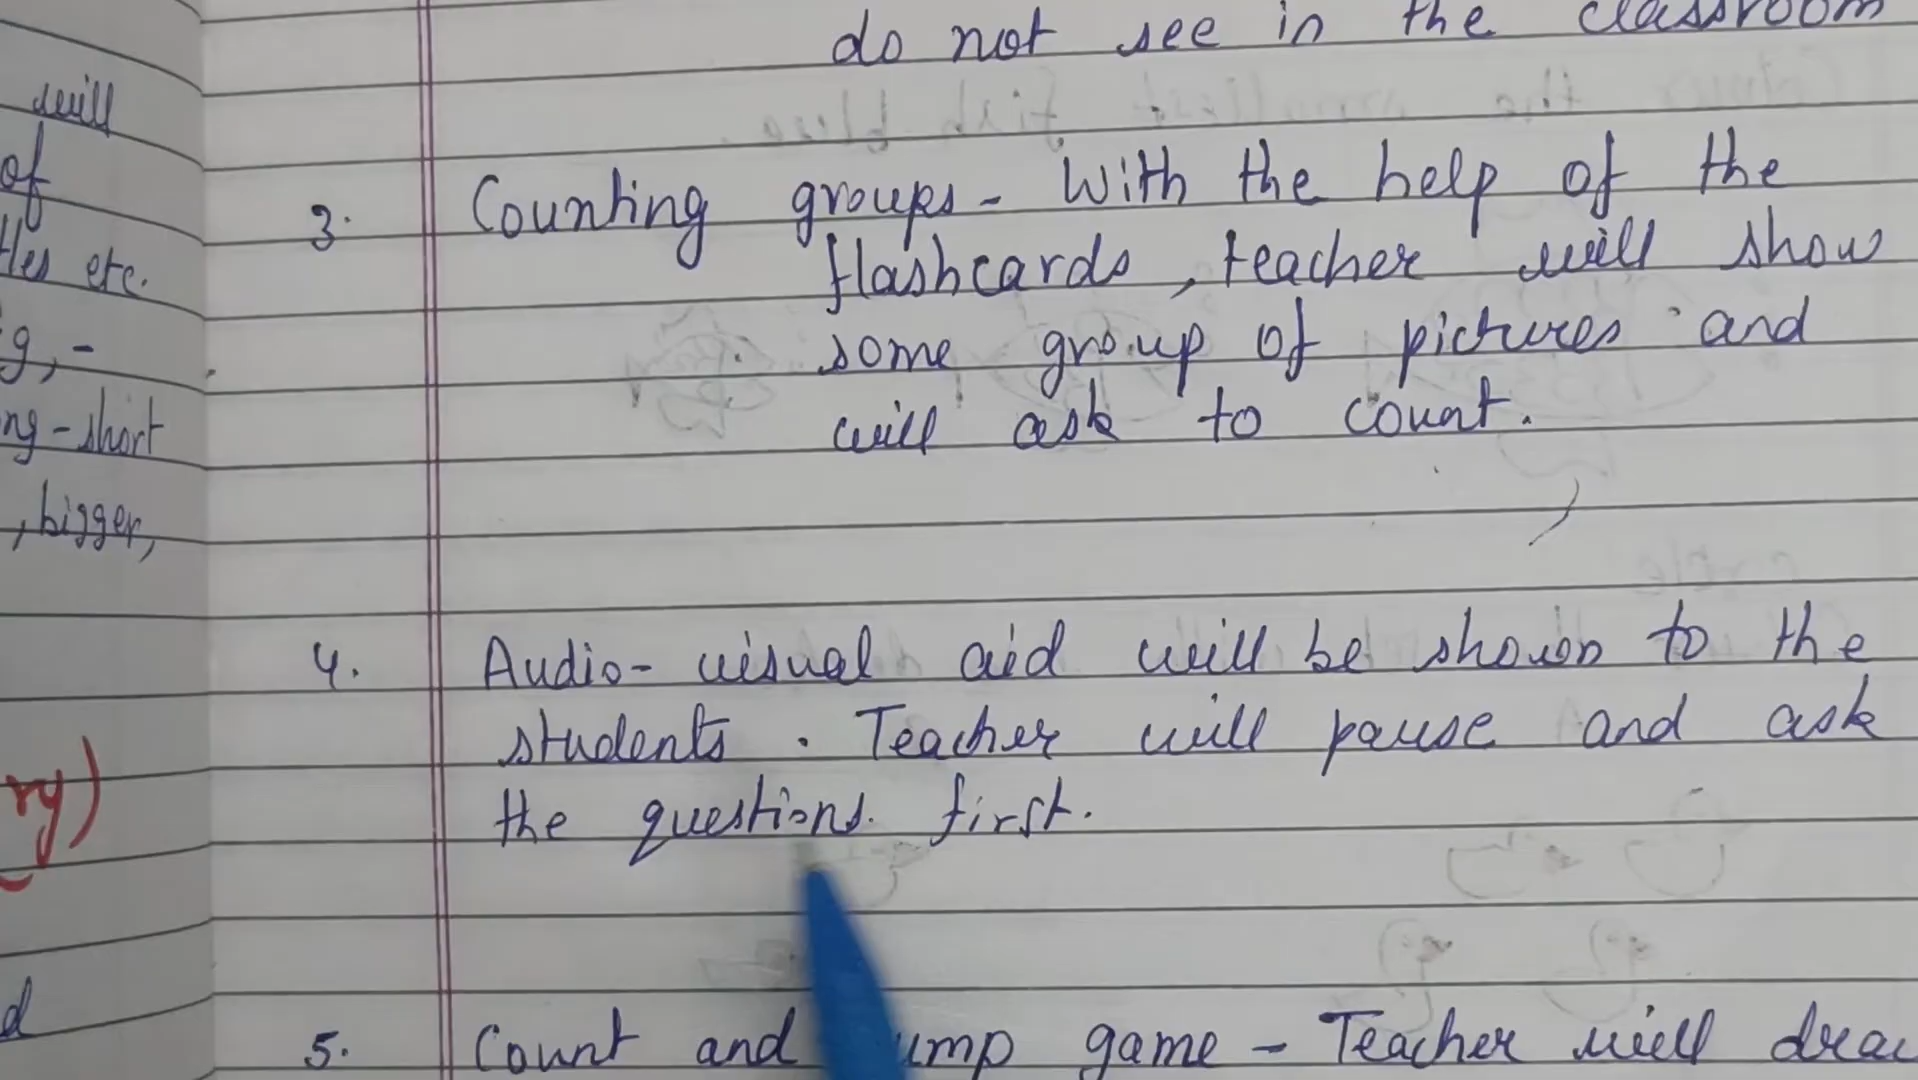 will
of
etc.
g, -
ng - short
, bigger,
ry)
d
do not see in the classroom
3. Counting groups - With the help of the
flashcards, teacher will show
some group of pictures and
will ask to count.
4. Audio - visual aid will be shown to the
students. Teacher will pause and ask
the questions. first.
5. Count and ump game - Teacher will